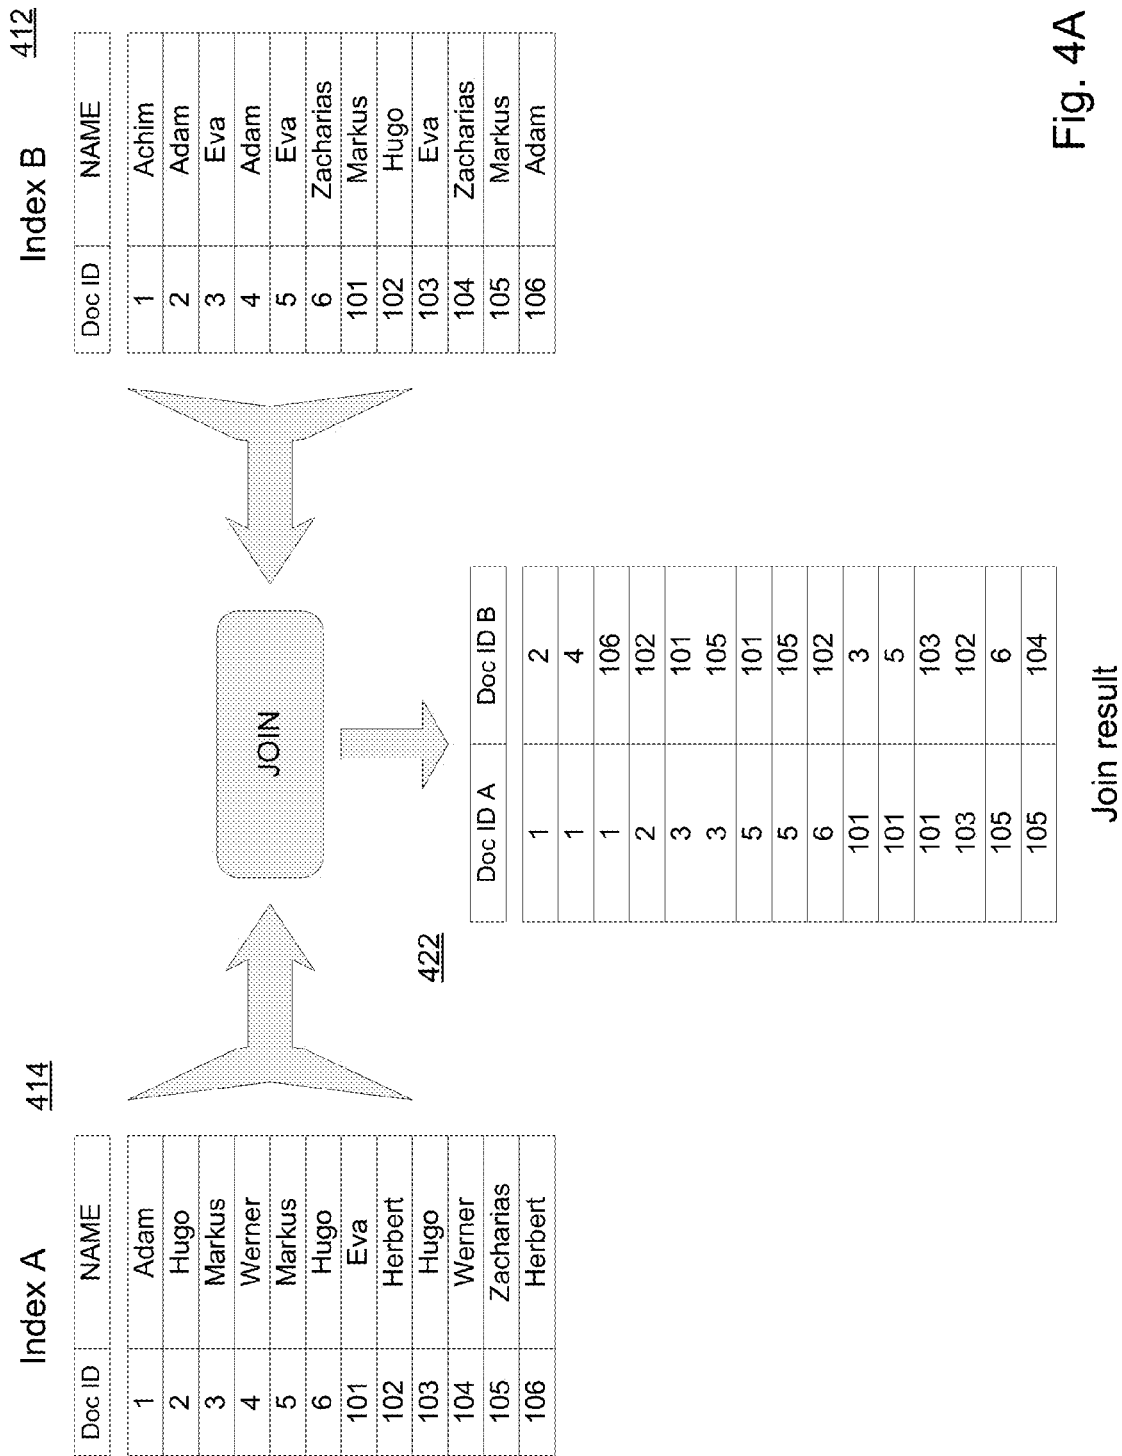 Index A
414
Doc ID NAME
1 Adam
2 Hugo
3 Markus
4 Werner
5 Markus
6 Hugo
101 Eva
102 Herbert
103 Hugo
104 Werner
105 Zacharias
106 Herbert
JOIN
Index B
412
Doc ID NAME
1 Achim
2 Adam
3 Eva
4 Adam
5 Eva
6 Zacharias
101 Markus
102 Hugo
103 Eva
104 Zacharias
105 Markus
106 Adam
422
Doc ID A Doc ID B
1 2
1 4
1 106
2 102
3 101
3 105
5 101
5 105
6 102
101 3
101 5
101 103
103 102
105 6
105 104
Join result
Fig. 4A